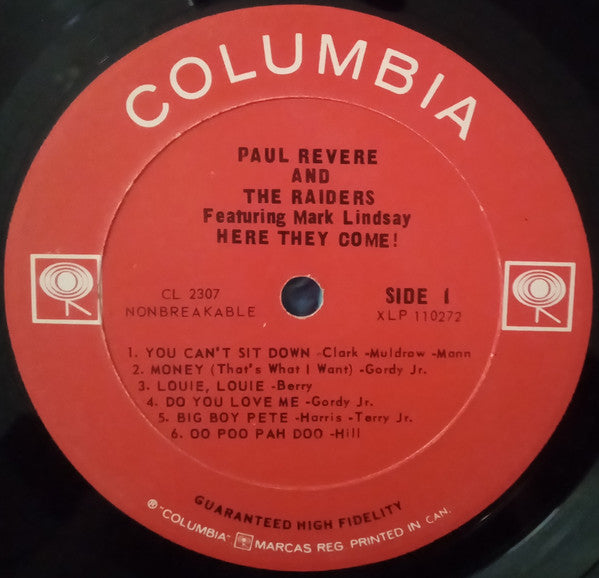 COLUMBIA
PAUL REVERE
AND
THE RAIDERS
Featuring Mark Lindsay
HERE THEY COME!
CL 2307
NONBREAKABLE
SIDE 1
XLP 110272
1. YOU CAN'T SIT DOWN -Clark -Muldrow -Mann
2. MONEY (That's What I Want) -Gordy Jr.
3. LOUIE, LOUIE -Berry
4. DO YOU LOVE ME -Gordy Jr.
5. BIG BOY PETE -Harris -Terry Jr.
6. OO POO PAH DOO -Hill
GUARANTEED HIGH FIDELITY
® "COLUMBIA" MARCAS REG. PRINTED IN CAN.